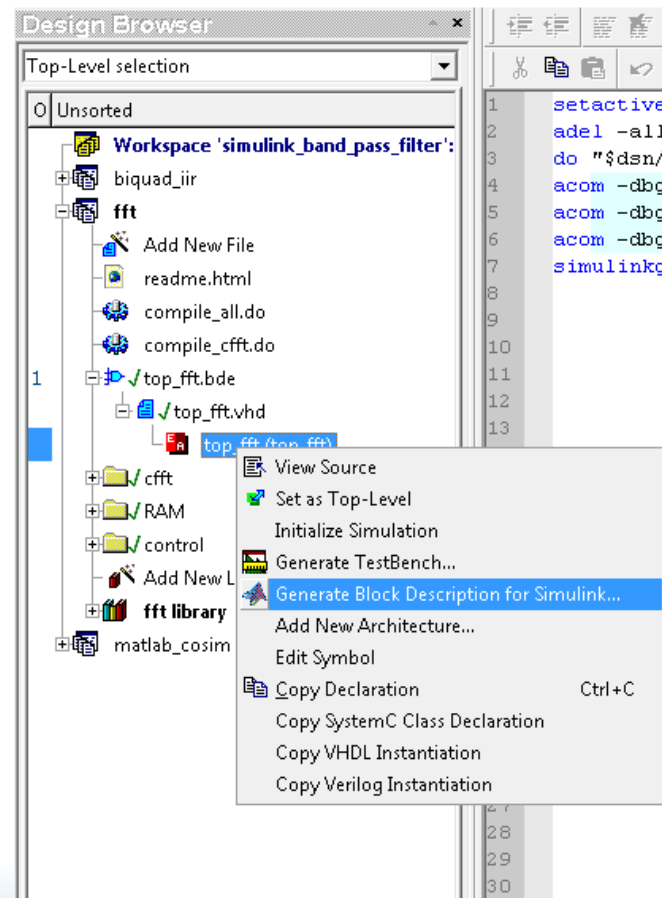 Design Browser
Top-Level selection
O Unsorted
Workspace 'simulink_band_pass_filter':
biquad_iir
fft
Add New File
readme.html
compile_all.do
compile_cfft.do
1 top_fft.bde
top_fft.vhd
top_fft (top_fft)
cfft
RAM
control
Add New L
fft library
matlab_cosim
View Source
Set as Top-Level
Initialize Simulation
Generate TestBench...
Generate Block Description for Simulink...
Add New Architecture...
Edit Symbol
Copy Declaration Ctrl+C
Copy SystemC Class Declaration
Copy VHDL Instantiation
Copy Verilog Instantiation
1 setactive
2 adel -all
3 do "$dsn/
4 acom -dbg
5 acom -dbg
6 acom -dbg
7 simulinkg
8
9
10
11
12
13
28
29
30